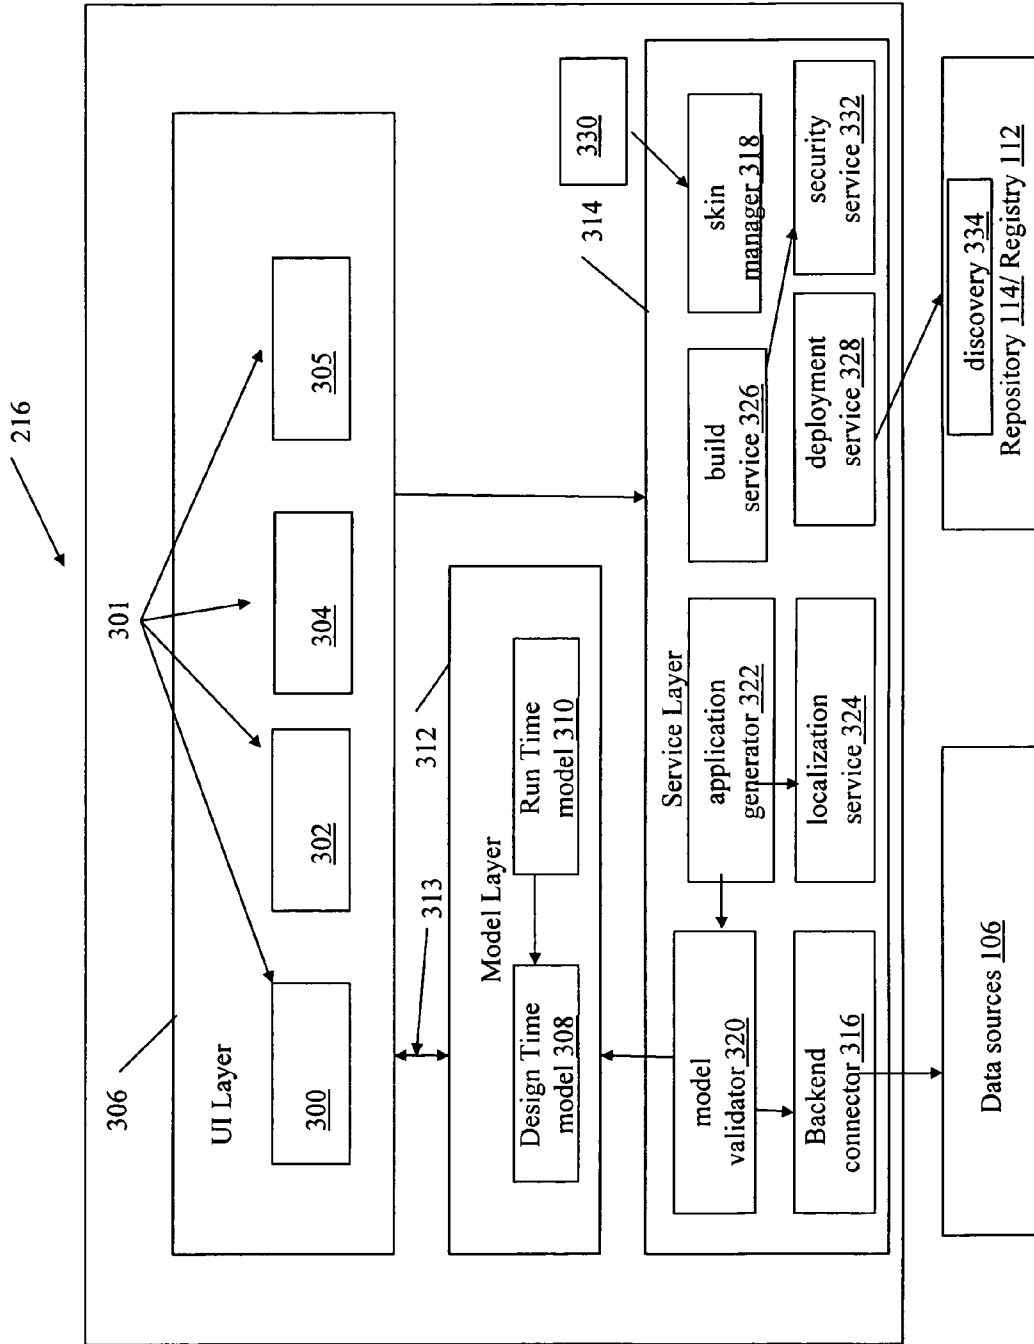 216
301
306
UI Layer
300
302
304
305
313
312
Model Layer
Design Time
model 308
Run Time
model 310
314
330
Service Layer
model
validator 320
application
generator 322
build
service 326
skin
manager 318
Backend
connector 316
localization
service 324
deployment
service 328
security
service 332
Data sources 106
discovery 334
Repository 114/ Registry 112